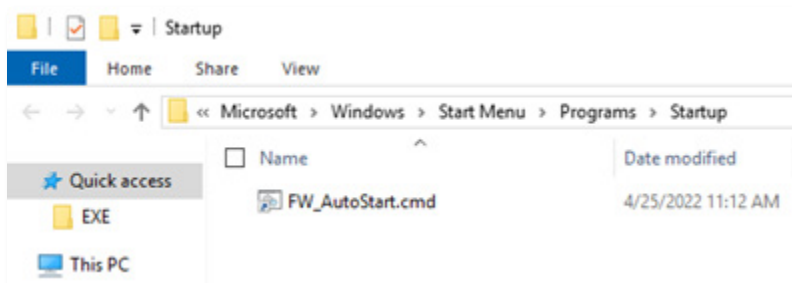 Startup
File Home Share View
« Microsoft > Windows > Start Menu > Programs > Startup
Name Date modified
Quick access
FW_AutoStart.cmd 4/25/2022 11:12 AM
EXE
This PC